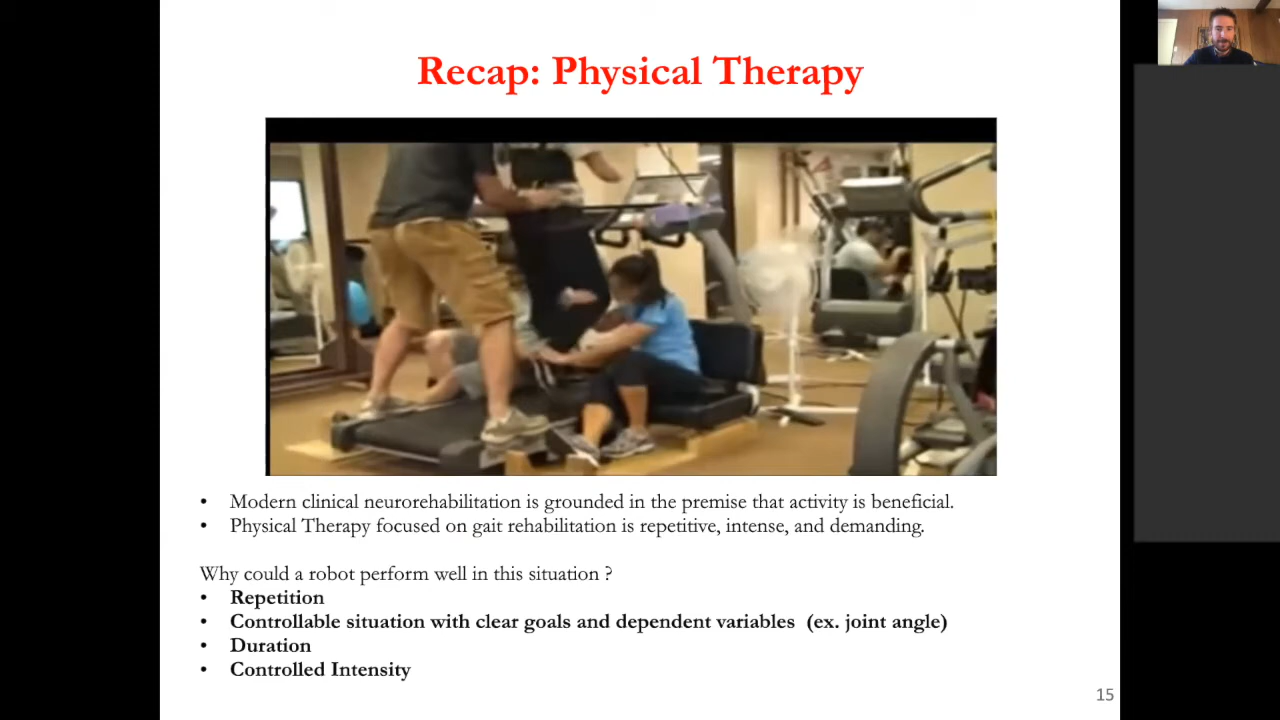 Recap: Physical Therapy
• Modern clinical neurorehabilitation is grounded in the premise that activity is beneficial.
• Physical Therapy focused on gait rehabilitation is repetitive, intense, and demanding.
Why could a robot perform well in this situation ?
• Repetition
• Controllable situation with clear goals and dependent variables (ex. joint angle)
• Duration
• Controlled Intensity
15